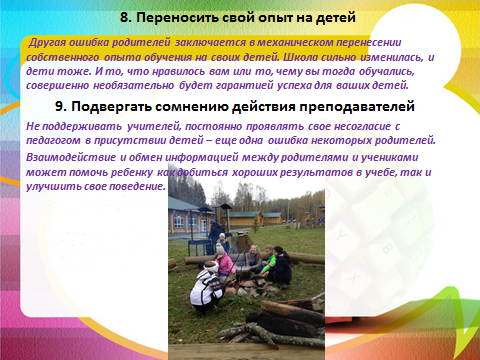 8. Переносить свой опыт на детей
Другая ошибка родителей заключается в механическом перенесении
собственного опыта обучения на своих детей. Школа сильно изменилась, и
дети тоже. И то, что нравилось вам или то, чему вы тогда обучались,
совершенно необязательно будет гарантией успеха для ваших детей.
9. Подвергать сомнению действия преподавателей
Не поддерживать учителей, постоянно проявлять свое несогласие с
педагогом в присутствии детей – еще одна ошибка некоторых родителей.
Взаимодействие и обмен информацией между родителями и учениками
может помочь ребенку как добиться хороших результатов в учебе, так и
улучшить свое поведение.